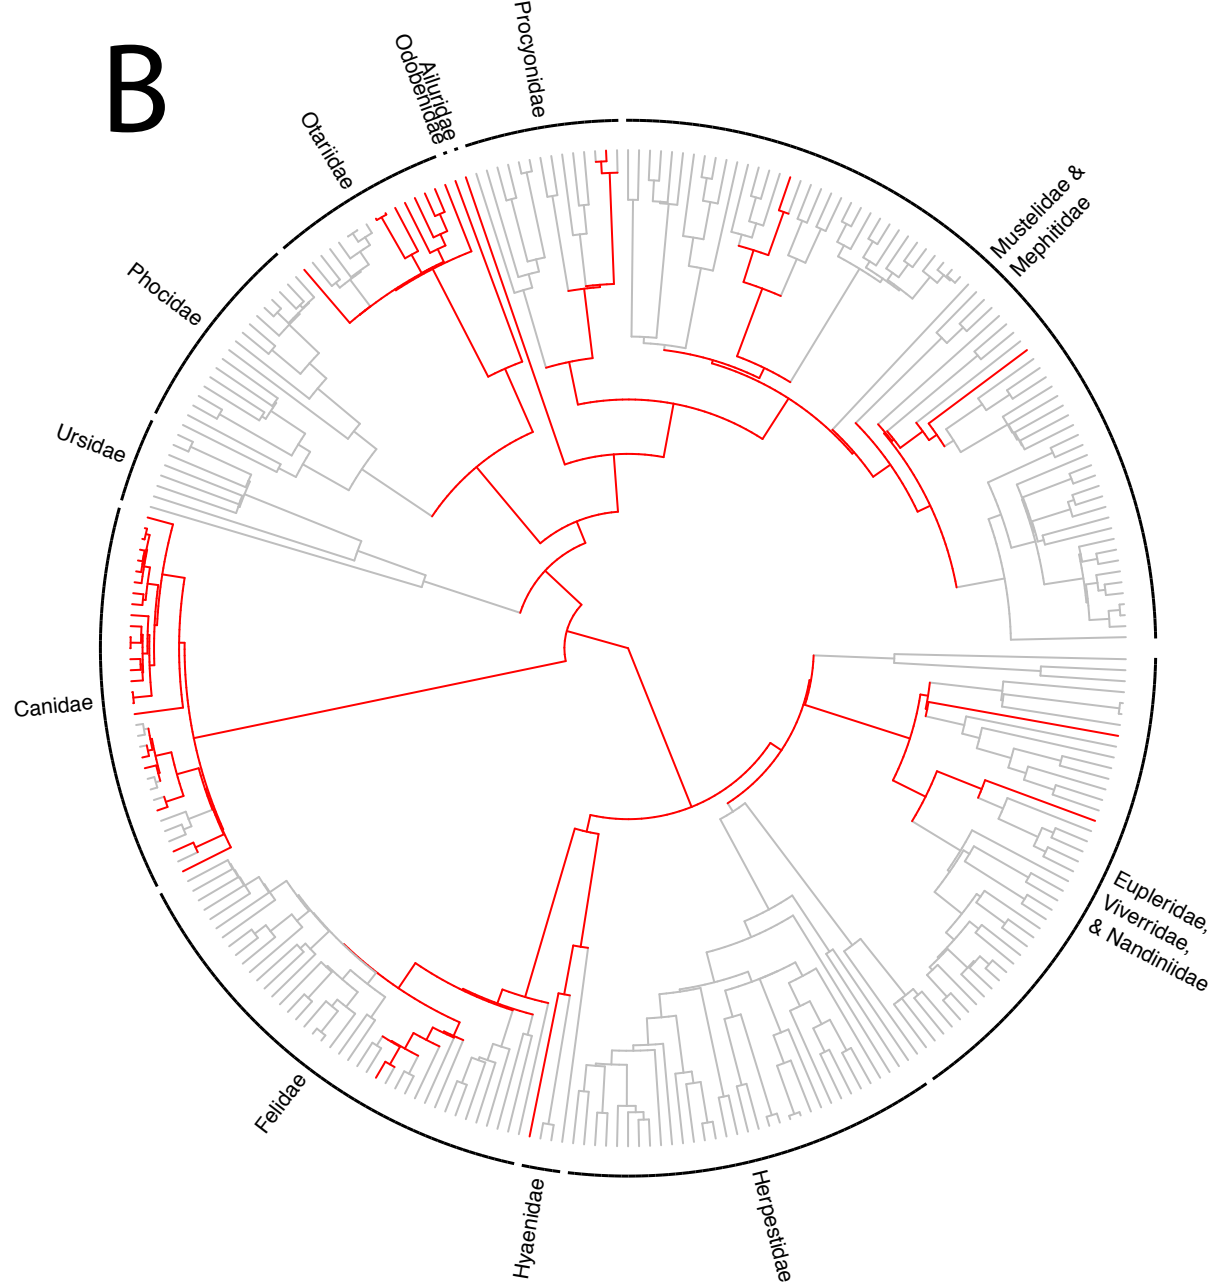 B
Procyonidae
Ailuridae
Odobenidae
Otariidae
Phocidae
Ursidae
Canidae
Felidae
Hyaenidae
Herpestidae
Eupleridae,
Viverridae,
& Nandiniidae
Mustelidae &
Mephitidae